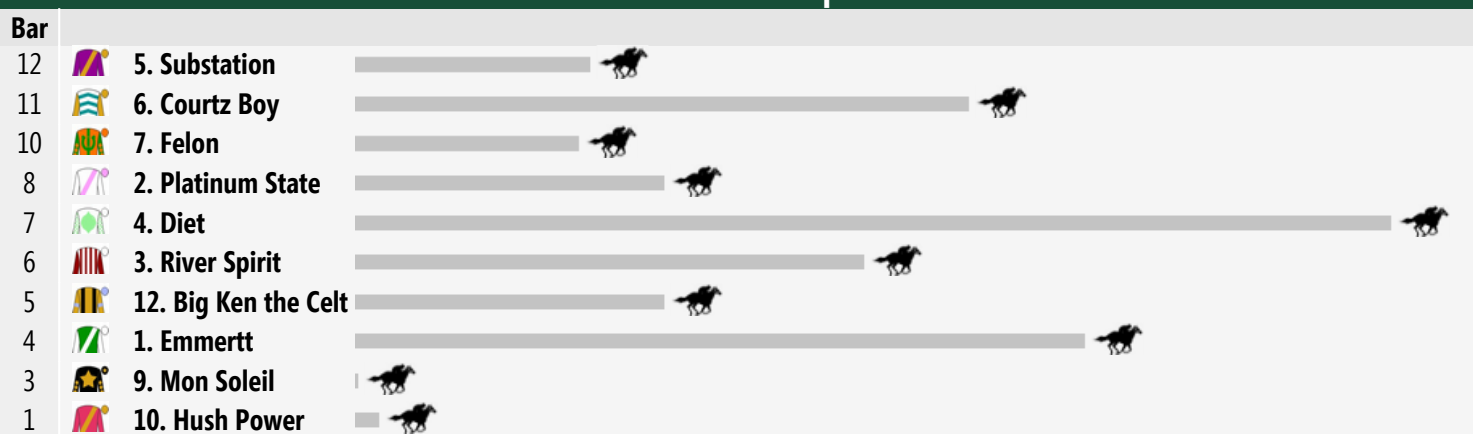 Bar
12 5. Substation
11 6. Courtz Boy
10 7. Felon
8 2. Platinum State
7 4. Diet
6 3. River Spirit
5 12. Big Ken the Celt
4 1. Emmertt
3 9. Mon Soleil
1 10. Hush Power